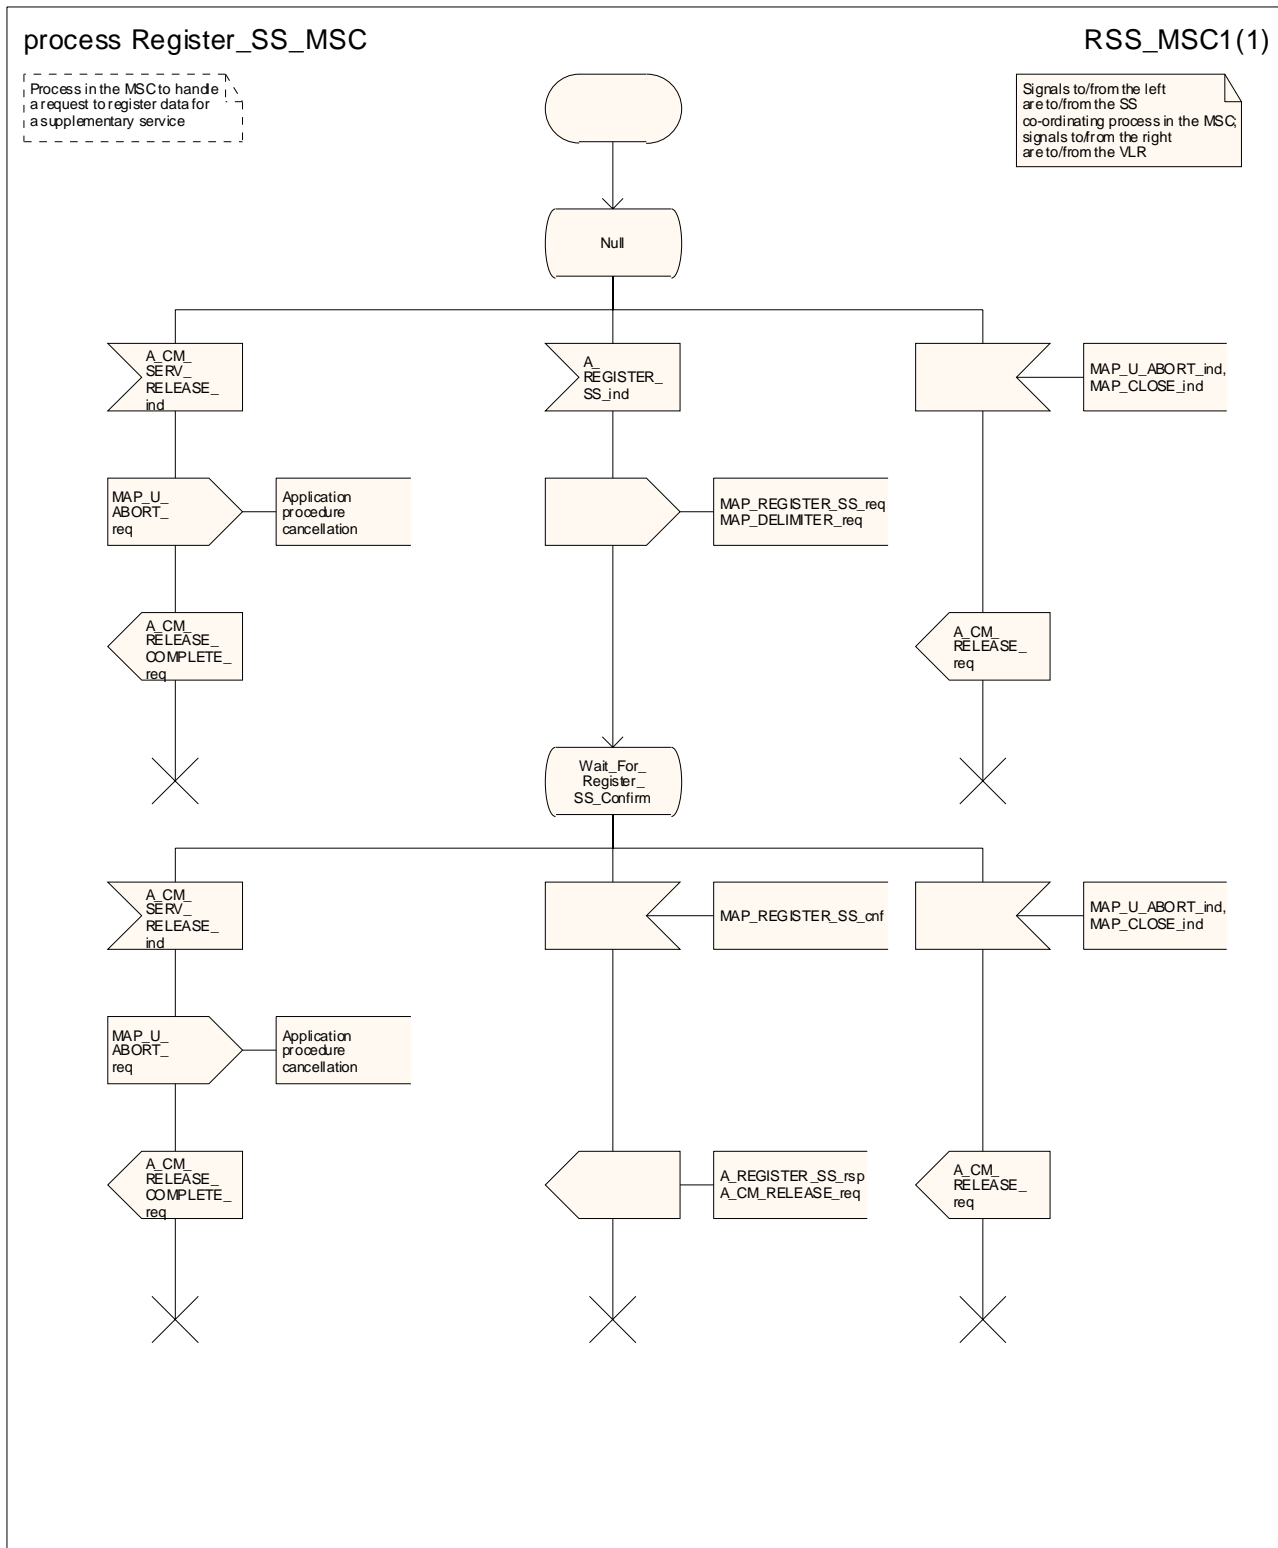 process Register_SS_MSC
RSS_MSC1(1)
Process in the MSC to handle
a request to register data for
a supplementary service
Signals to/from the left
are to/from the SS
co-ordinating process in the MSC;
signals to/from the right
are to/from the VLR
Null
A_CM_
SERV_
RELEASE_
ind
A_
REGISTER_
SS_ind
MAP_U_ABORT_ind,
MAP_CLOSE_ind
MAP_U_
ABORT_
req
Application
procedure
cancellation
MAP_REGISTER_SS_req
MAP_DELIMITER_req
A_CM_
RELEASE_
COMPLETE_
req
A_CM_
RELEASE_
req
Wait_For_
Register_
SS_Confirm
A_CM_
SERV_
RELEASE_
ind
MAP_REGISTER_SS_cnf
MAP_U_ABORT_ind,
MAP_CLOSE_ind
MAP_U_
ABORT_
req
Application
procedure
cancellation
A_CM_
RELEASE_
COMPLETE_
req
A_REGISTER_SS_rsp
A_CM_RELEASE_req
A_CM_
RELEASE_
req